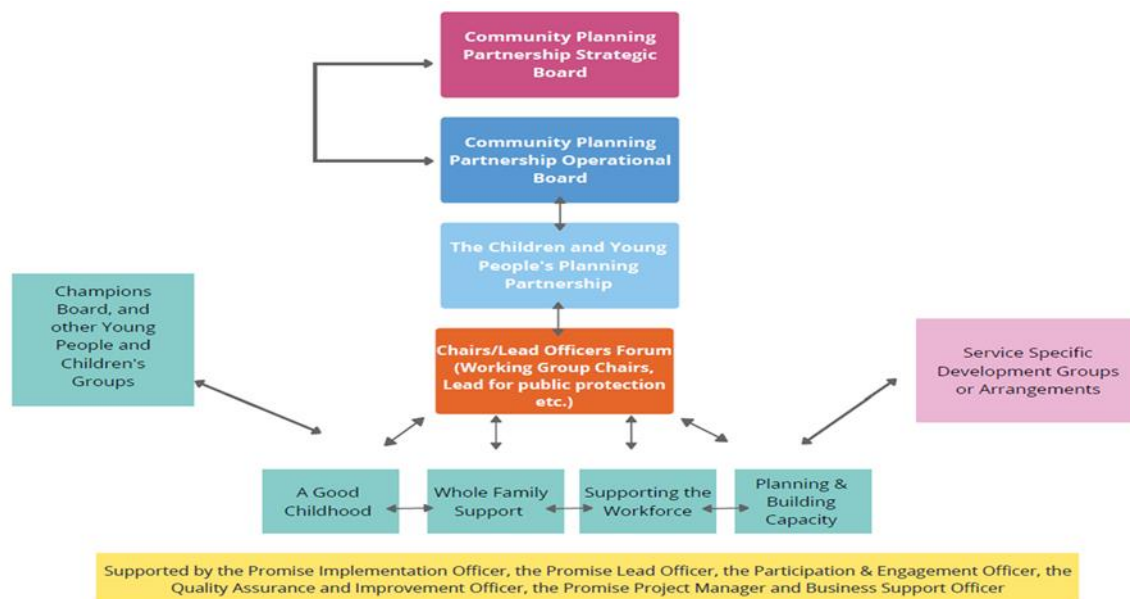 Community Planning
Partnership Strategic
Board
Community Planning
Partnership Operational
Board
The Children and Young
People's Planning
Partnership
Champions
Board, and
other Young
People and
Children's
Groups
Chairs/Lead Officers Forum
(Working Group Chairs,
Lead for public protection
etc.)
Service Specific
Development Groups
or Arrangements
A Good
Childhood
Whole Family
Support
Supporting the
Workforce
Planning &
Building
Capacity
Supported by the Promise Implementation Officer, the Promise Lead Officer, the Participation & Engagement Officer, the
Quality Assurance and Improvement Officer, the Promise Project Manager and Business Support Officer